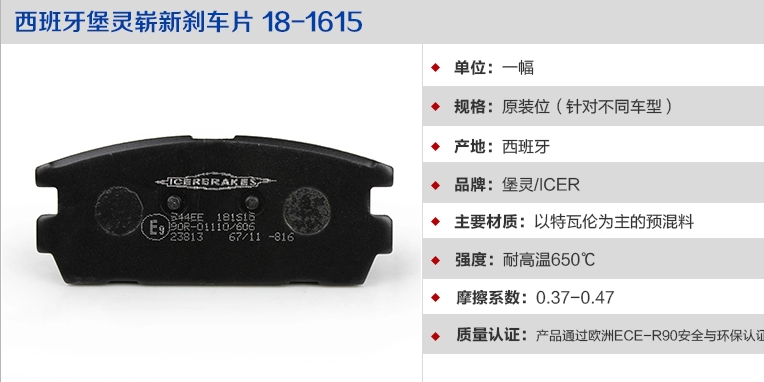 西班牙堡灵崭新刹车片 18-1615
ICERBRAKES
244EE 181516
E9 90R-01110/606
23813 67/11 -816
单位：一幅
规格：原装位（针对不同车型）
产地：西班牙
品牌：堡灵/ICER
主要材质：以特瓦伦为主的预混料
强度：耐高温650℃
摩擦系数：0.37-0.47
质量认证：产品通过欧洲ECE-R90安全与环保认证